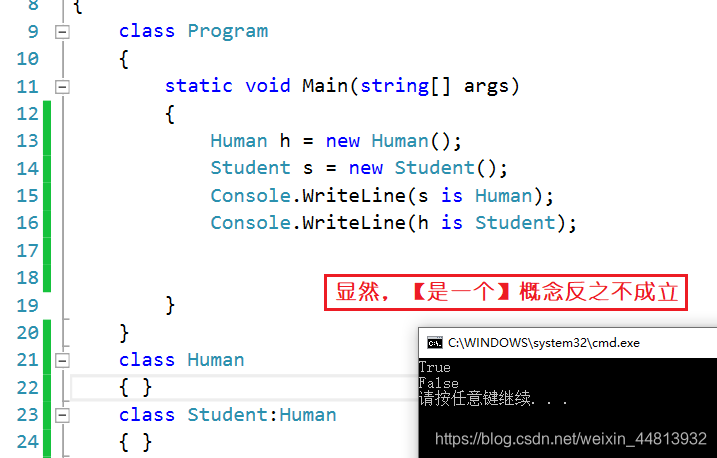 8 {
9 class Program
10 {
11 static void Main(string[] args)
12 {
13 Human h = new Human();
14 Student s = new Student();
15 Console.WriteLine(s is Human);
16 Console.WriteLine(h is Student);
17
18
显然，【是一个】概念反之不成立
19 }
20 }
21 class Human
22 { }
23 class Student:Human
24 { }
C:\WINDOWS\system32\cmd.exe
True
False
请按任意键继续. . .
https://blog.csdn.net/weixin_44813932